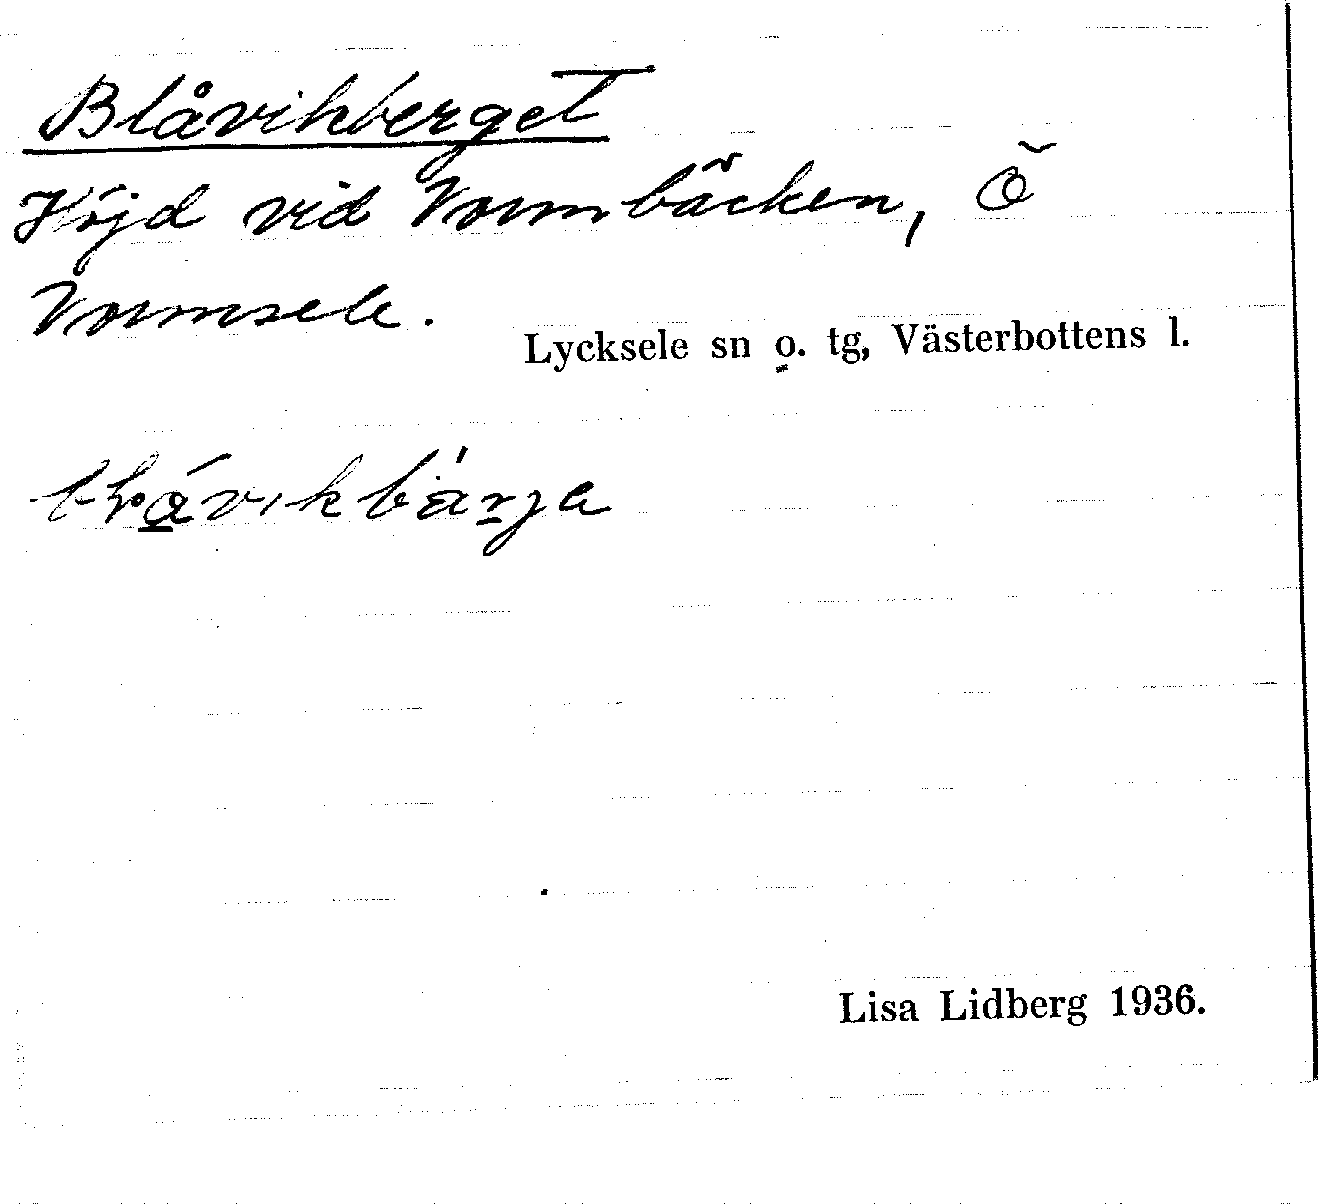 Blåvikberget
Höjd vid Vormbäcken, Ö
Vormsele.
Lycksele sn o. tg, Västerbottens l.
Lisa Lidberg 1936.